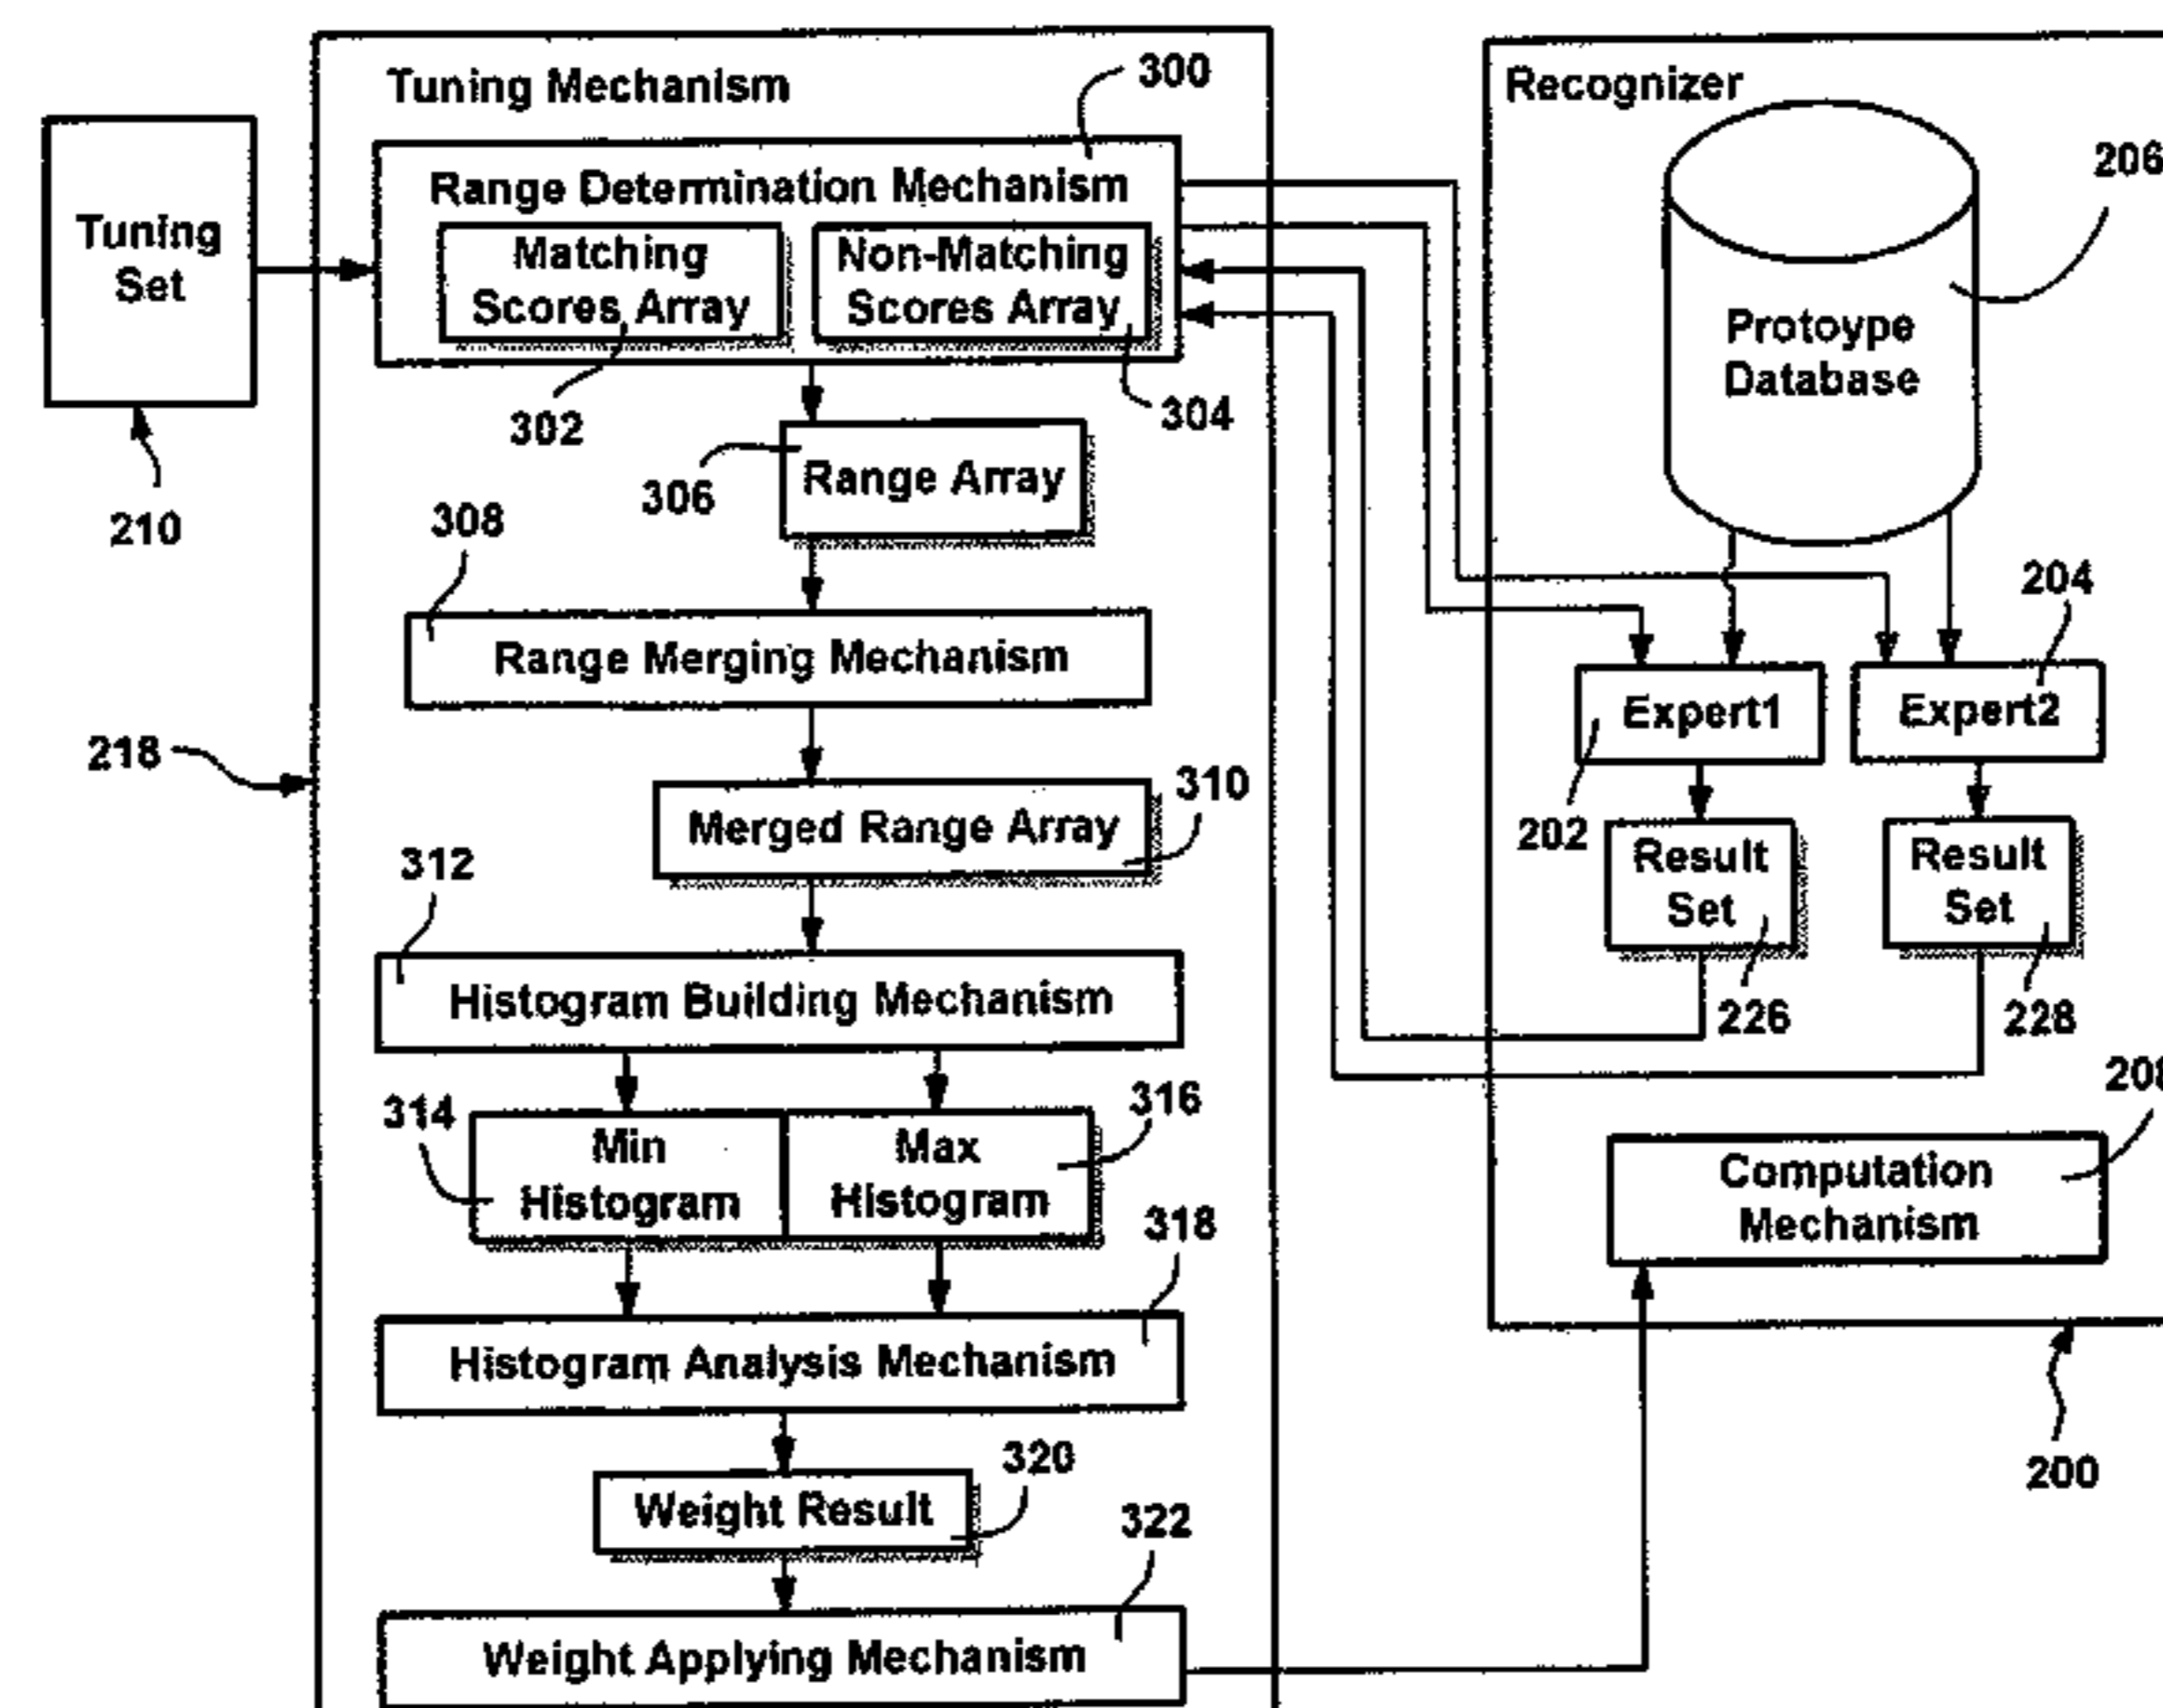 Tuning Mechanism
300
Recognizer
206
Tuning
Set
Range Determination Mechanism
Matching
Scores Array
Non-Matching
Scores Array
Protoype
Database
302
304
210
306
Range Array
308
204
Range Merging Mechanism
Expert1
Expert2
218
310
202
Merged Range Array
Result
Set
Result
Set
312
Histogram Building Mechanism
226
228
314
316
Min
Histogram
Max
Histogram
Computation
Mechanism
318
Histogram Analysis Mechanism
320
200
Weight Result
322
Weight Applying Mechanism